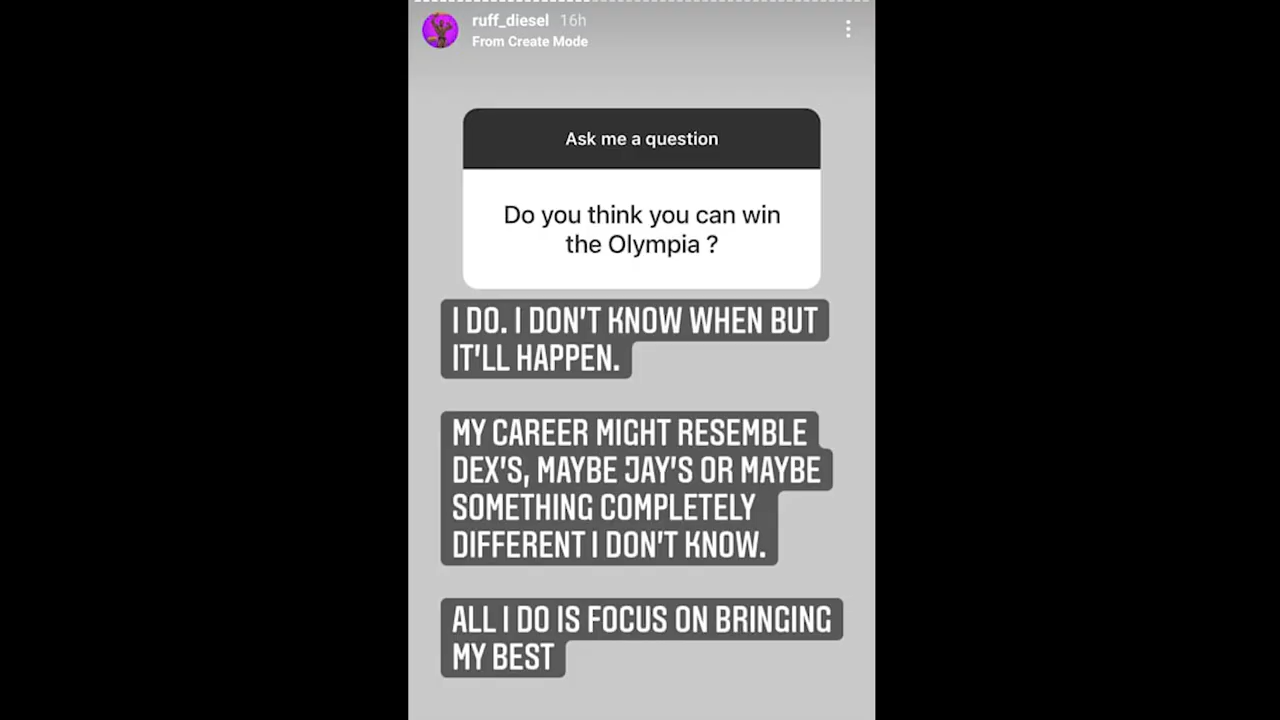 ruff_diesel 16h
From Create Mode
Ask me a question
Do you think you can win
the Olympia ?
I DO. I DON'T KNOW WHEN BUT
IT'LL HAPPEN.
MY CAREER MIGHT RESEMBLE
DEX'S, MAYBE JAY'S OR MAYBE
SOMETHING COMPLETELY
DIFFERENT I DON'T KNOW.
ALL I DO IS FOCUS ON BRINGING
MY BEST